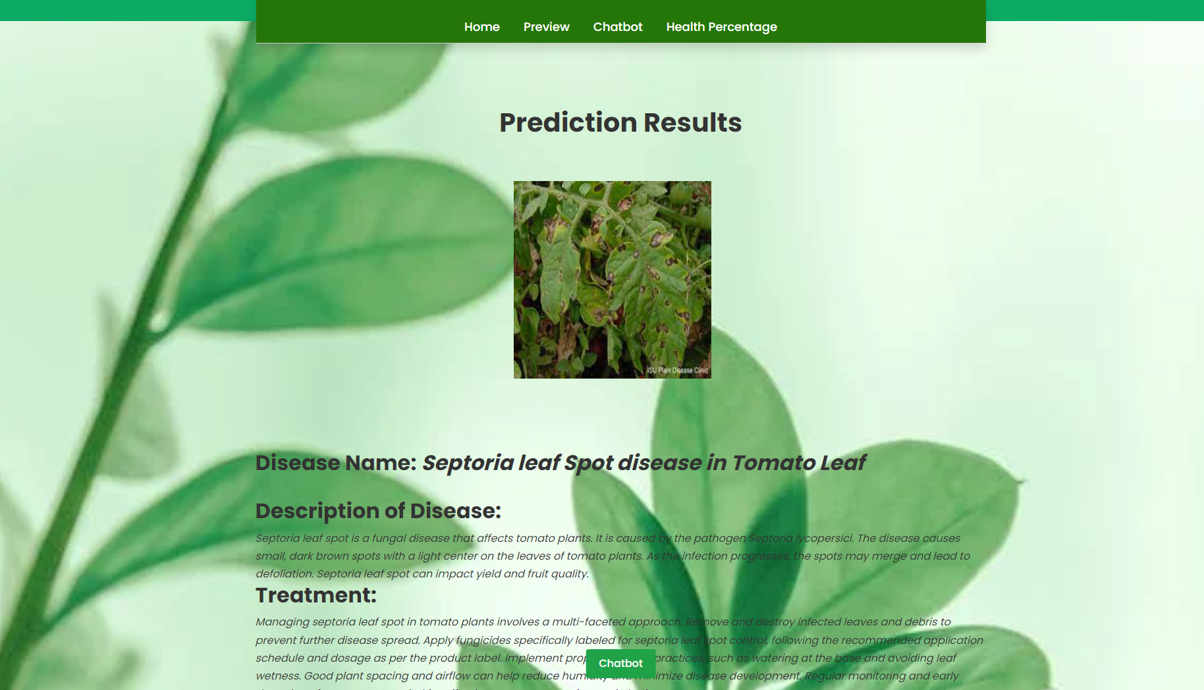 Home Preview Chatbot Health Percentage
Prediction Results
ISU Plant Disease Clinic
Disease Name: Septoria leaf Spot disease in Tomato Leaf
Description of Disease:
Septoria leaf spot is a fungal disease that affects tomato plants. It is caused by the pathogen Septoria lycopersici. The disease causes
small, dark brown spots with a light center on the leaves of tomato plants. As the infection progresses, the spots may merge and lead to
defoliation. Septoria leaf spot can impact yield and fruit quality.
Treatment:
Managing septoria leaf spot in tomato plants involves a multi-faceted approach. Remove and destroy infected leaves and debris to
prevent further disease spread. Apply fungicides specifically labeled for septoria leaf spot control, following the recommended application
schedule and dosage as per the product label. Implement practices, such as watering at the base and avoiding leaf
Chatbot
wetness. Good plant spacing and airflow can help reduce humidity and minimize disease development. Regular monitoring and early